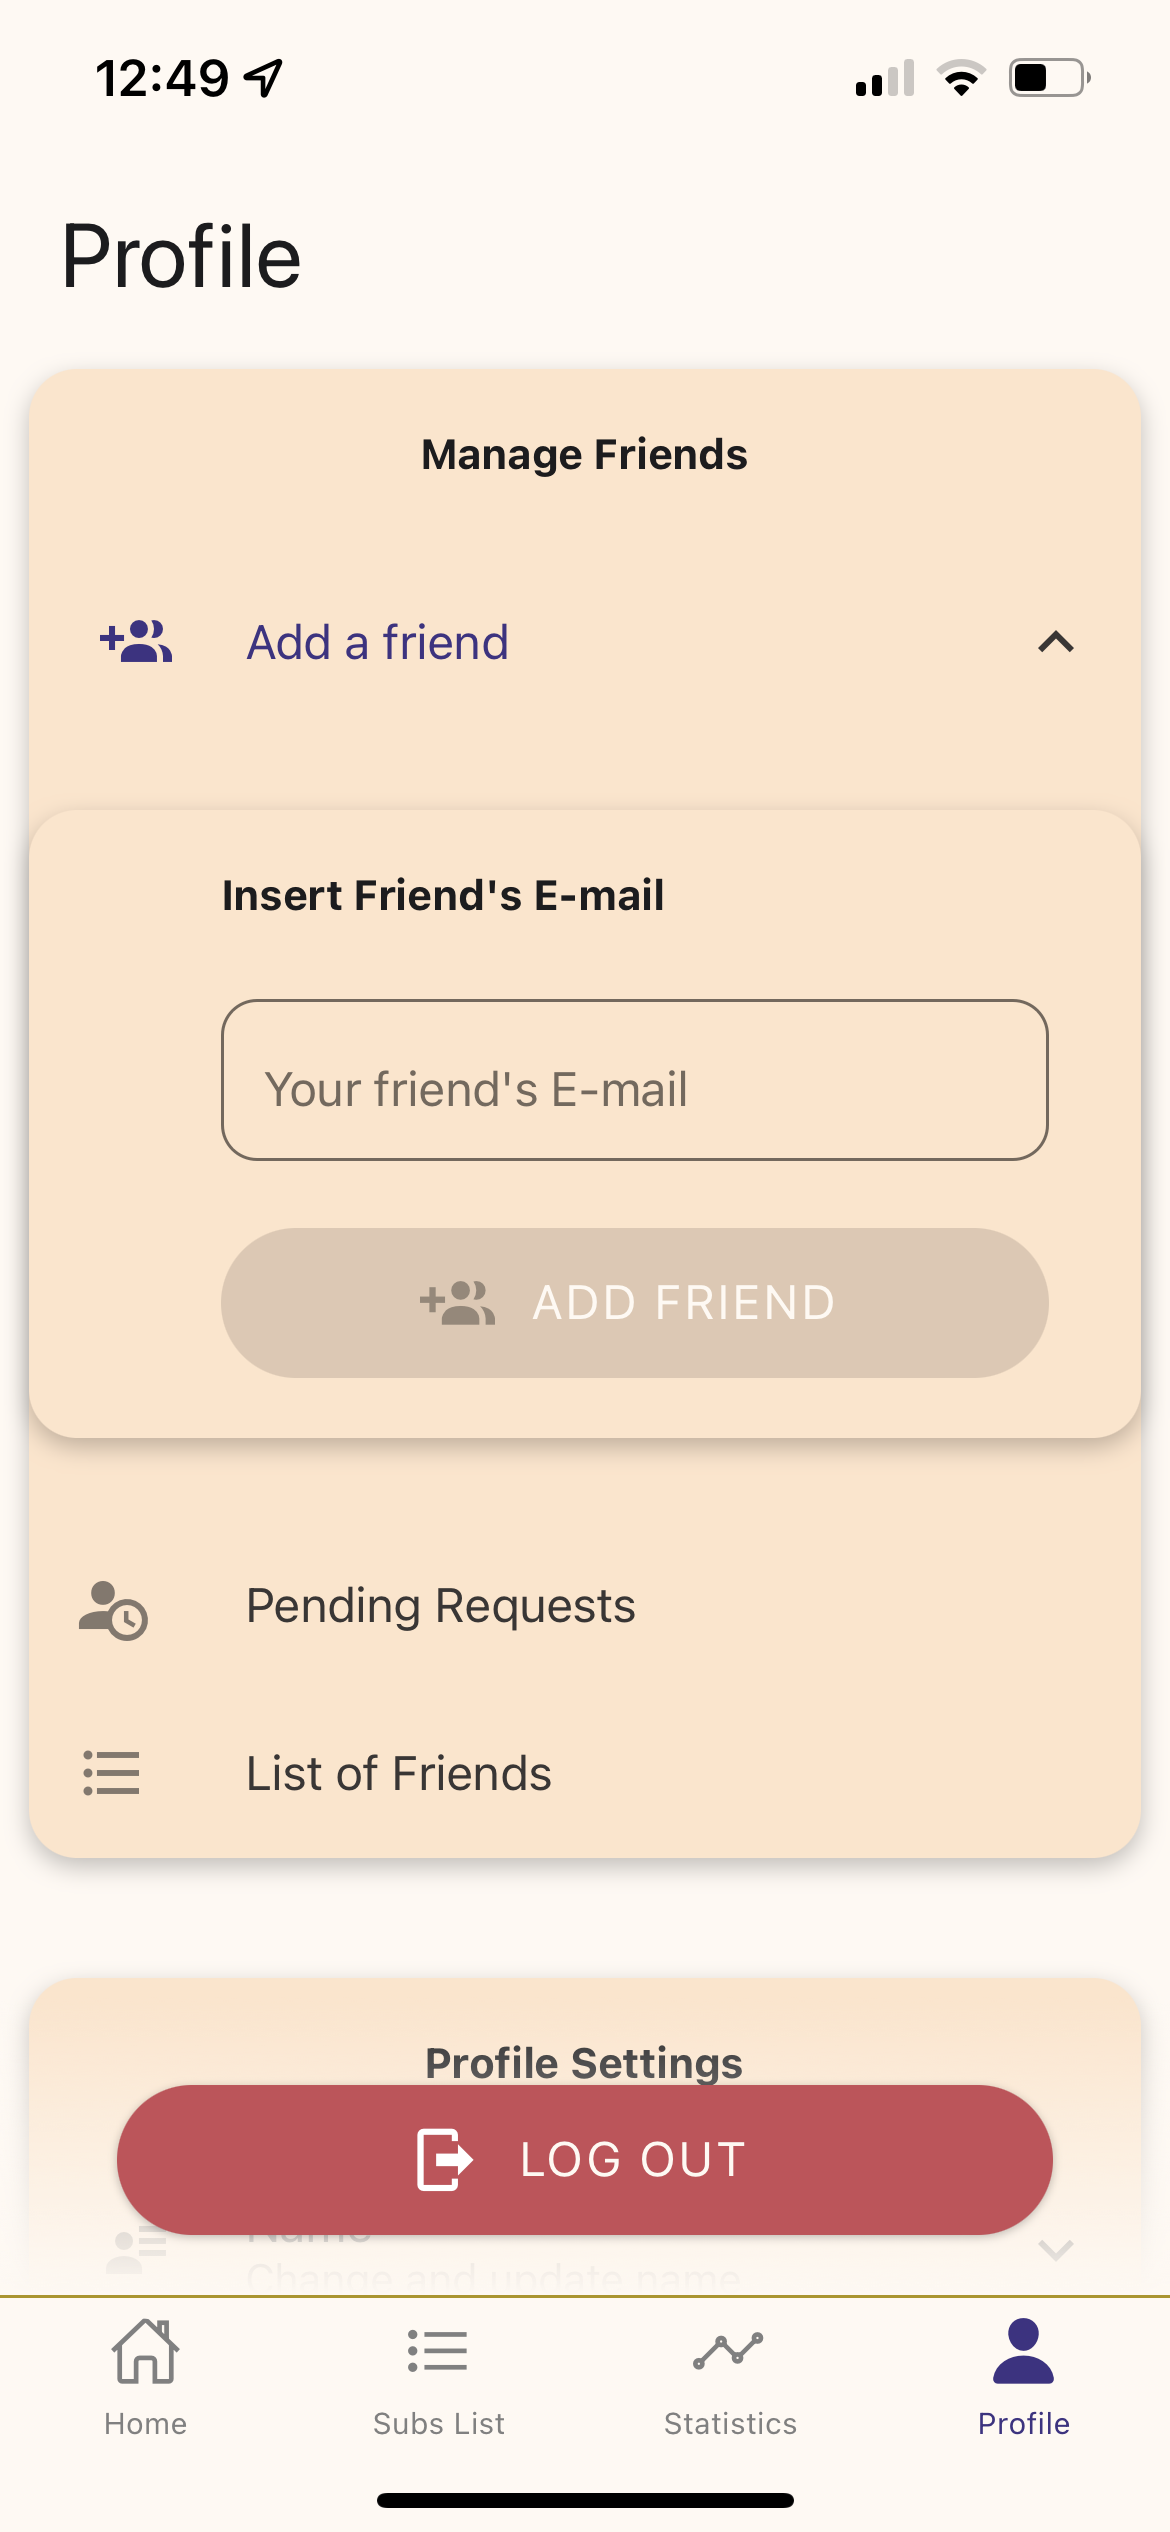 12:49
Profile
Manage Friends
Add a friend
Insert Friend's E-mail
Your friend's E-mail
ADD FRIEND
Pending Requests
List of Friends
Profile Settings
LOG OUT
Name
Change and update name
Home
Subs List
Statistics
Profile